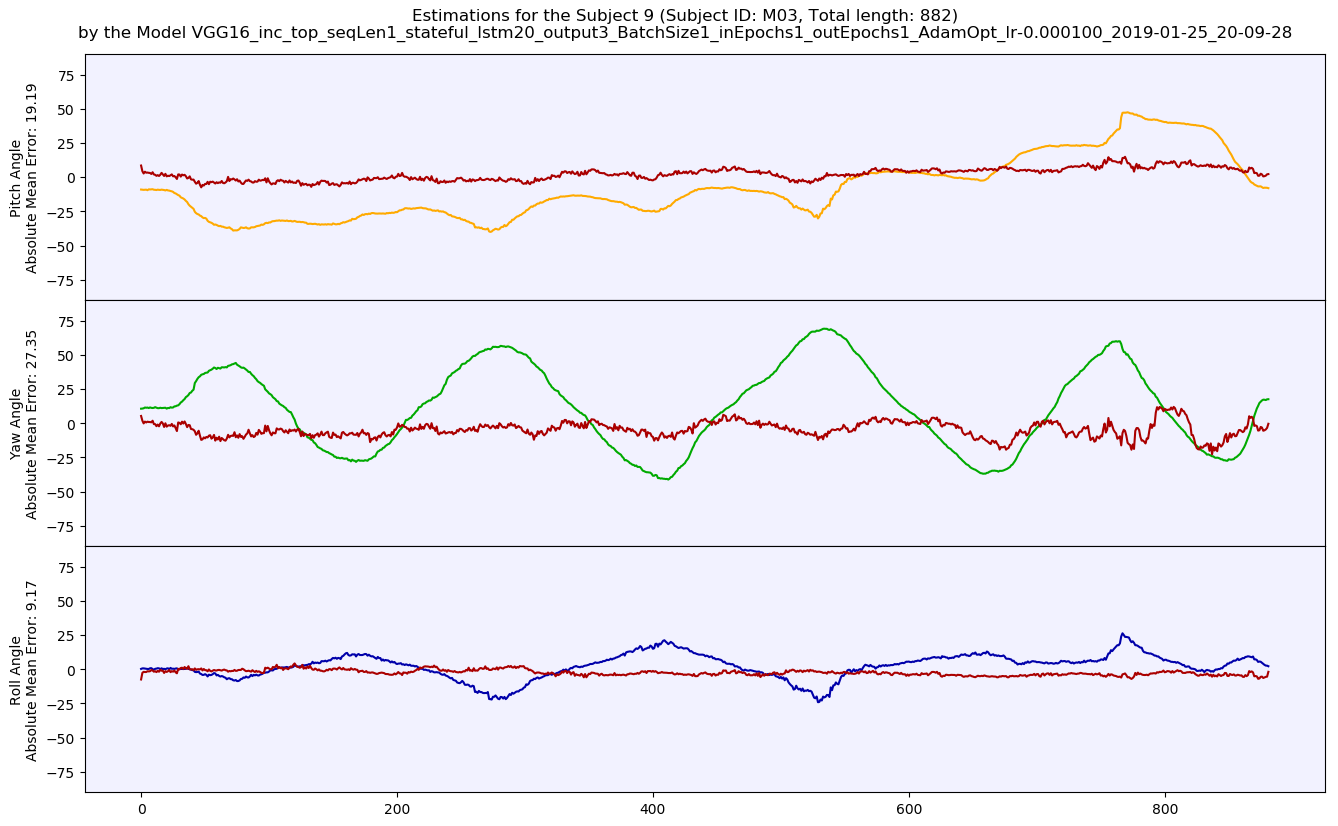 Estimations for the Subject 9 (Subject ID: M03, Total length: 882)
by the Model VGG16_inc_top_seqLen1_stateful_lstm20_output3_BatchSize1_inEpochs1_outEpochs1_AdamOpt_lr-0.000100_2019-01-25_20-09-28
Pitch Angle
Absolute Mean Error: 19.19
75
50
25
0
−25
−50
−75
Yaw Angle
Absolute Mean Error: 27.35
75
50
25
0
−25
−50
−75
Roll Angle
Absolute Mean Error: 9.17
75
50
25
0
−25
−50
−75
0 200 400 600 800